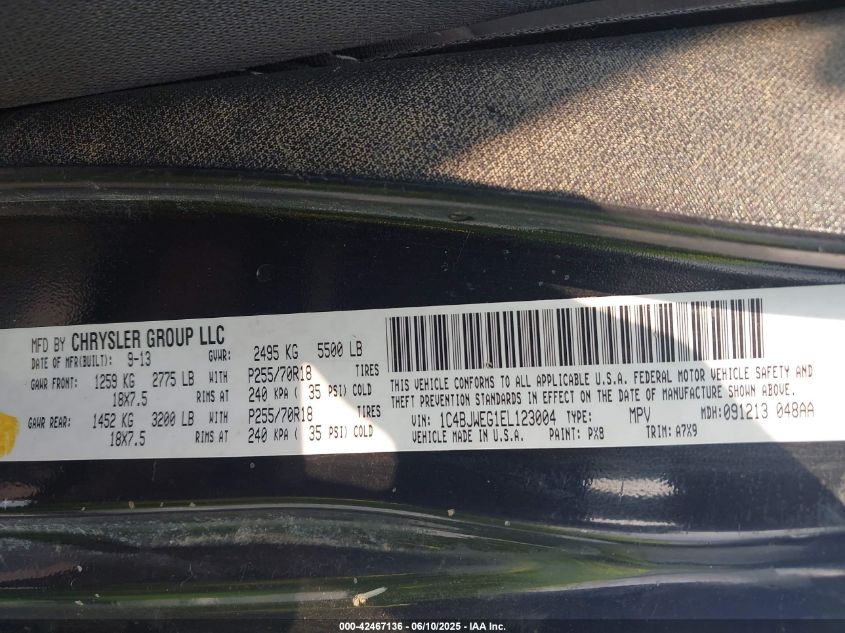 MFD BY CHRYSLER GROUP LLC
DATE OF MFR(BUILT): 9-13 GVWR: 2495 KG 5500 LB
GAWR FRONT: 1259 KG 2775 LB WITH P255/70R18 TIRES
18X7.5 RIMS AT 240 KPA ( 35 PSI) COLD
GAWR REAR: 1452 KG 3200 LB WITH P255/70R18 TIRES
18X7.5 RIMS AT 240 KPA ( 35 PSI) COLD
THIS VEHICLE CONFORMS TO ALL APPLICABLE U.S.A. FEDERAL MOTOR VEHICLE SAFETY AND
THEFT PREVENTION STANDARDS IN EFFECT ON THE DATE OF MANUFACTURE SHOWN ABOVE.
VIN: 1C4BJWEG1EL123004 TYPE: MPV MDH: 091213 048AA
VEHICLE MADE IN U.S.A. PAINT: PX8 TRIM: A7X9
000-42467136 - 06/10/2025 - IAA Inc.